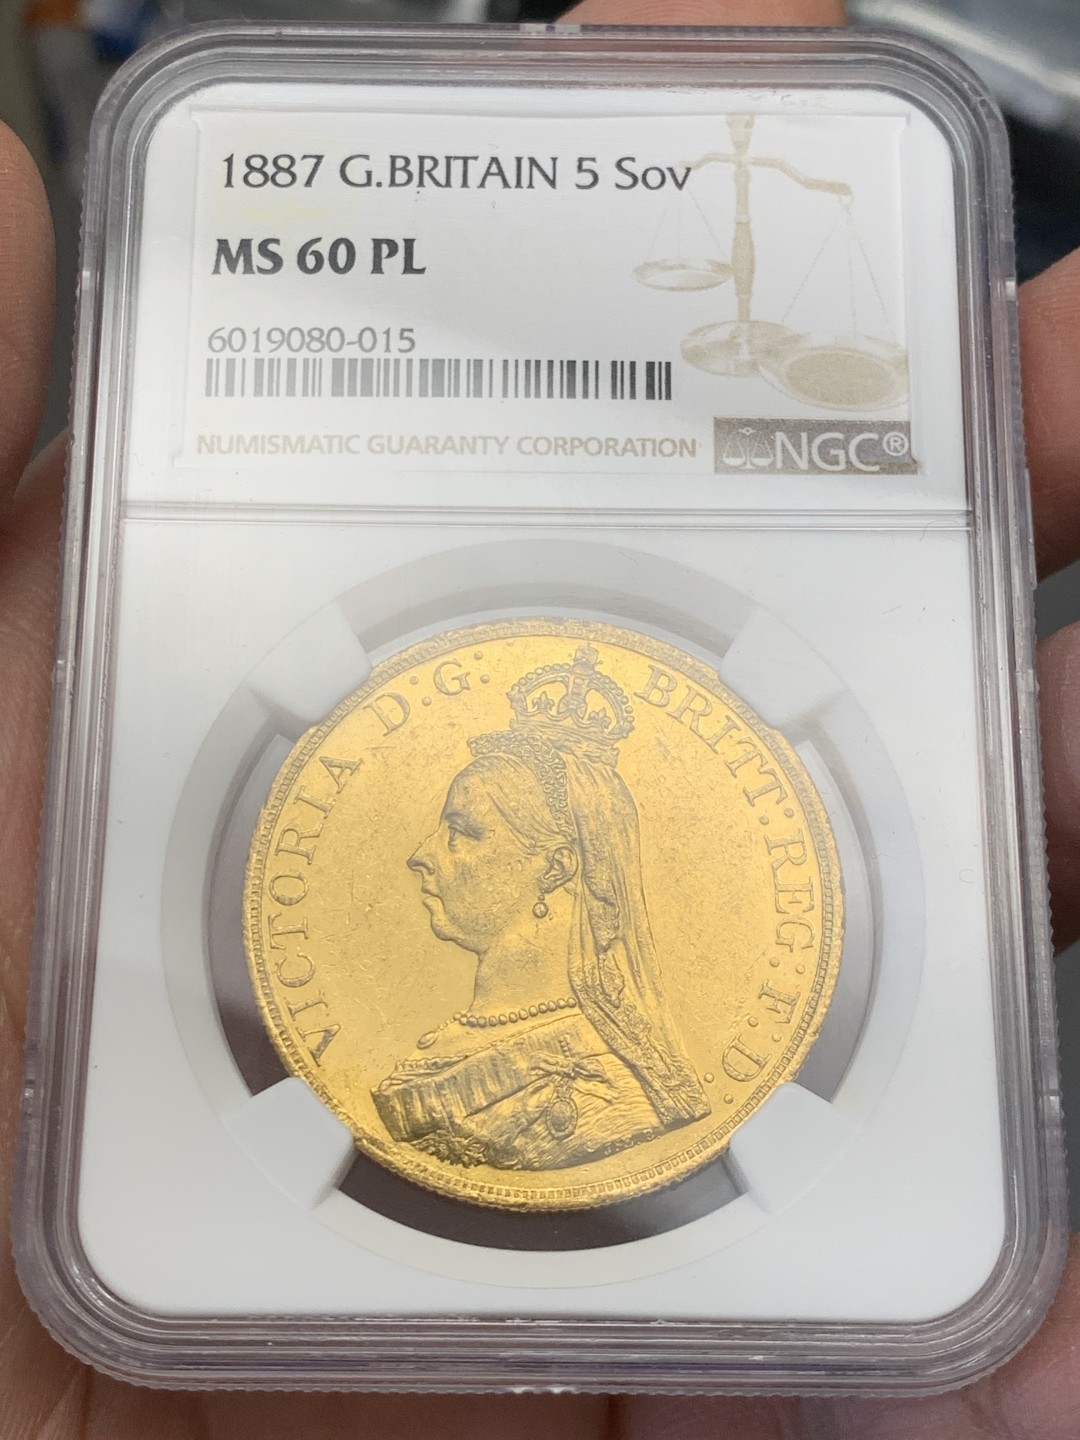 1887 G.BRITAIN 5 Sov
MS 60 PL
6019080-015
NUMISMATIC GUARANTY CORPORATION NGC®
VICTORIA D:G: BRITT:REG:F:D:
J.E.B.